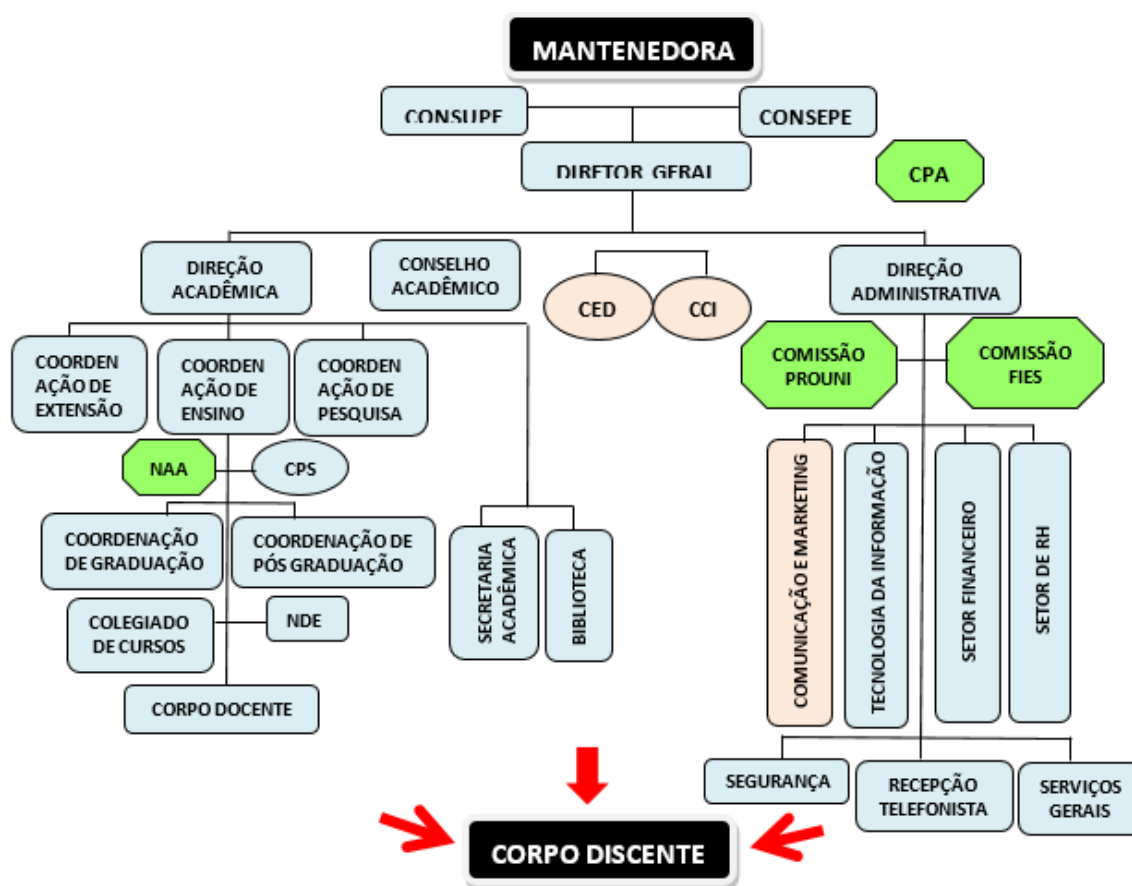 MANTENEDORA
CONSUPE
CONSEPE
DIRETOR GERAL
CPA
DIREÇÃO
ACADÊMICA
CONSELHO
ACADÊMICO
CED
CCI
DIREÇÃO
ADMINISTRATIVA
COMISSÃO
PROUNI
COMISSÃO
FIES
COORDEN
AÇÃO DE
EXTENSÃO
COORDEN
AÇÃO DE
ENSINO
COORDEN
AÇÃO DE
PESQUISA
NAA
CPS
COORDENAÇÃO
DE GRADUAÇÃO
COORDENAÇÃO DE
PÓS GRADUAÇÃO
SECRETARIA
ACADÊMICA
BIBLIOTECA
COMUNICAÇÃO E MARKETING
TECNOLOGIA DA INFORMAÇÃO
SETOR FINANCEIRO
SETOR DE RH
COLEGIADO
DE CURSOS
NDE
CORPO DOCENTE
SEGURANÇA
RECEPÇÃO
TELEFONISTA
SERVIÇOS
GERAIS
CORPO DISCENTE